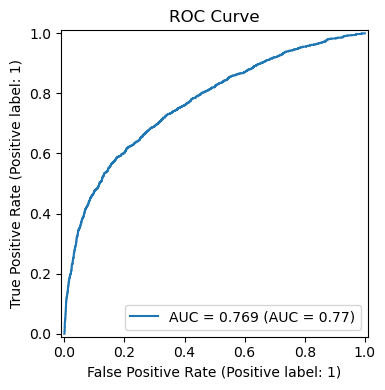 ROC Curve
True Positive Rate (Positive label: 1)
1.0
0.8
0.6
0.4
0.2
0.0
AUC = 0.769 (AUC = 0.77)
0.0 0.2 0.4 0.6 0.8 1.0
False Positive Rate (Positive label: 1)